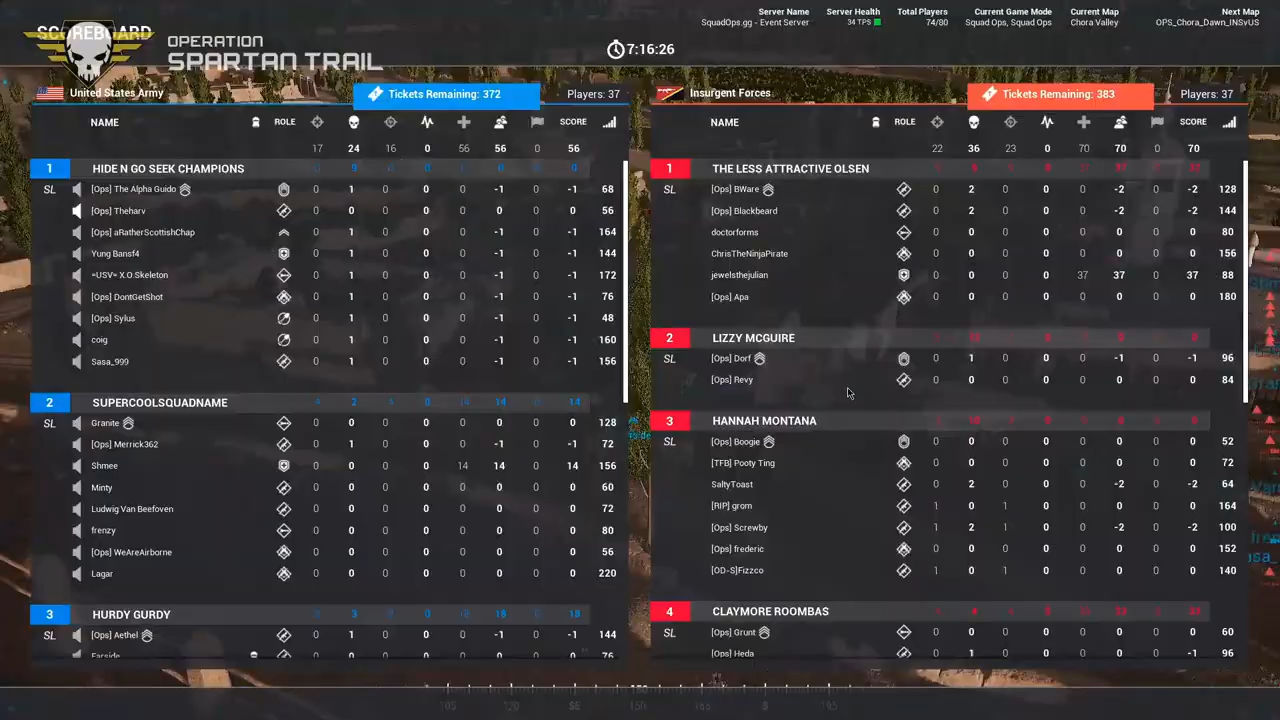 SCOREBOARD
OPERATION
SPARTAN TRAIL
7:16:26
Server Name
SquadOps.gg - Event Server
Server Health
34 TPS
Total Players
74/80
Current Game Mode
Squad Ops, Squad Ops
Current Map
Chora Valley
Next Map
OPS_Chora_Dawn_INSvUS
United States Army
Tickets Remaining: 372
Players: 37
NAME ROLE SCORE
17 24 16 0 56 56 0 56
1 HIDE N GO SEEK CHAMPIONS
SL [Ops] The Alpha Guido 0 1 0 0 0 -1 0 -1 68
[Ops] Theharv 0 0 0 0 0 0 0 0 56
[Ops] aRatherScottishChap 0 1 0 0 0 -1 0 -1 164
Yung Bansf4 0 1 0 0 0 -1 0 -1 144
=USV= X.O.Skeleton 0 1 0 0 0 -1 0 -1 172
[Ops] DontGetShot 0 1 0 0 0 -1 0 -1 76
[Ops] Sylus 0 1 0 0 0 -1 0 -1 48
coig 0 1 0 0 0 -1 0 -1 160
Sasa_999 0 1 0 0 0 -1 0 -1 156
2 SUPERCOOLSQUADNAME 2 0 14 14 0 14
SL Granite 0 0 0 0 0 0 0 0 128
[Ops] Merrick362 0 1 0 0 0 -1 0 -1 72
Shmee 0 0 0 0 14 14 0 14 156
Minty 0 0 0 0 0 0 0 0 60
Ludwig Van Beefoven 0 0 0 0 0 0 0 0 72
frenzy 0 0 0 0 0 0 0 0 80
[Ops] WeAreAirborne 0 0 0 0 0 0 0 0 56
Lagar 0 0 0 0 0 0 0 0 220
3 HURDY GURDY 3 0 18 0 18
SL [Ops] Aethel 0 1 0 0 0 -1 0 -1 144
Farside 76
Insurgent Forces
Tickets Remaining: 383
Players: 37
NAME ROLE SCORE
22 36 23 0 70 70 0 70
1 THE LESS ATTRACTIVE OLSEN
SL [Ops] BWare 0 2 0 0 0 -2 0 -2 128
[Ops] Blackbeard 0 2 0 0 0 -2 0 -2 144
doctorforms 0 0 0 0 0 0 0 0 80
ChrisTheNinjaPirate 0 0 0 0 0 0 0 0 156
jewelsthejulian 0 0 0 0 37 37 0 37 88
[Ops] Apa 0 0 0 0 0 0 0 0 180
2 LIZZY MCGUIRE
SL [Ops] Dorf 0 1 0 0 0 -1 0 -1 96
[Ops] Revy 0 0 0 0 0 0 0 0 84
3 HANNAH MONTANA
SL [Ops] Boogie 0 0 0 0 0 0 0 0 52
[TFB] Pooty Ting 0 0 0 0 0 0 0 0 72
SaltyToast 0 2 0 0 0 -2 0 -2 64
[RIP] grom 1 0 1 0 0 0 0 0 164
[Ops] Screwby 1 2 1 0 0 -2 0 -2 100
[Ops] frederic 0 0 0 0 0 0 0 0 152
[OD-S]Fizzco 1 0 1 0 0 0 0 0 140
4 CLAYMORE ROOMBAS
SL [Ops] Grunt 0 0 0 0 0 0 0 0 60
[Ops] Heda 0 1 0 0 0 0 0 -1 96
105 120 SE 150 165 S 195